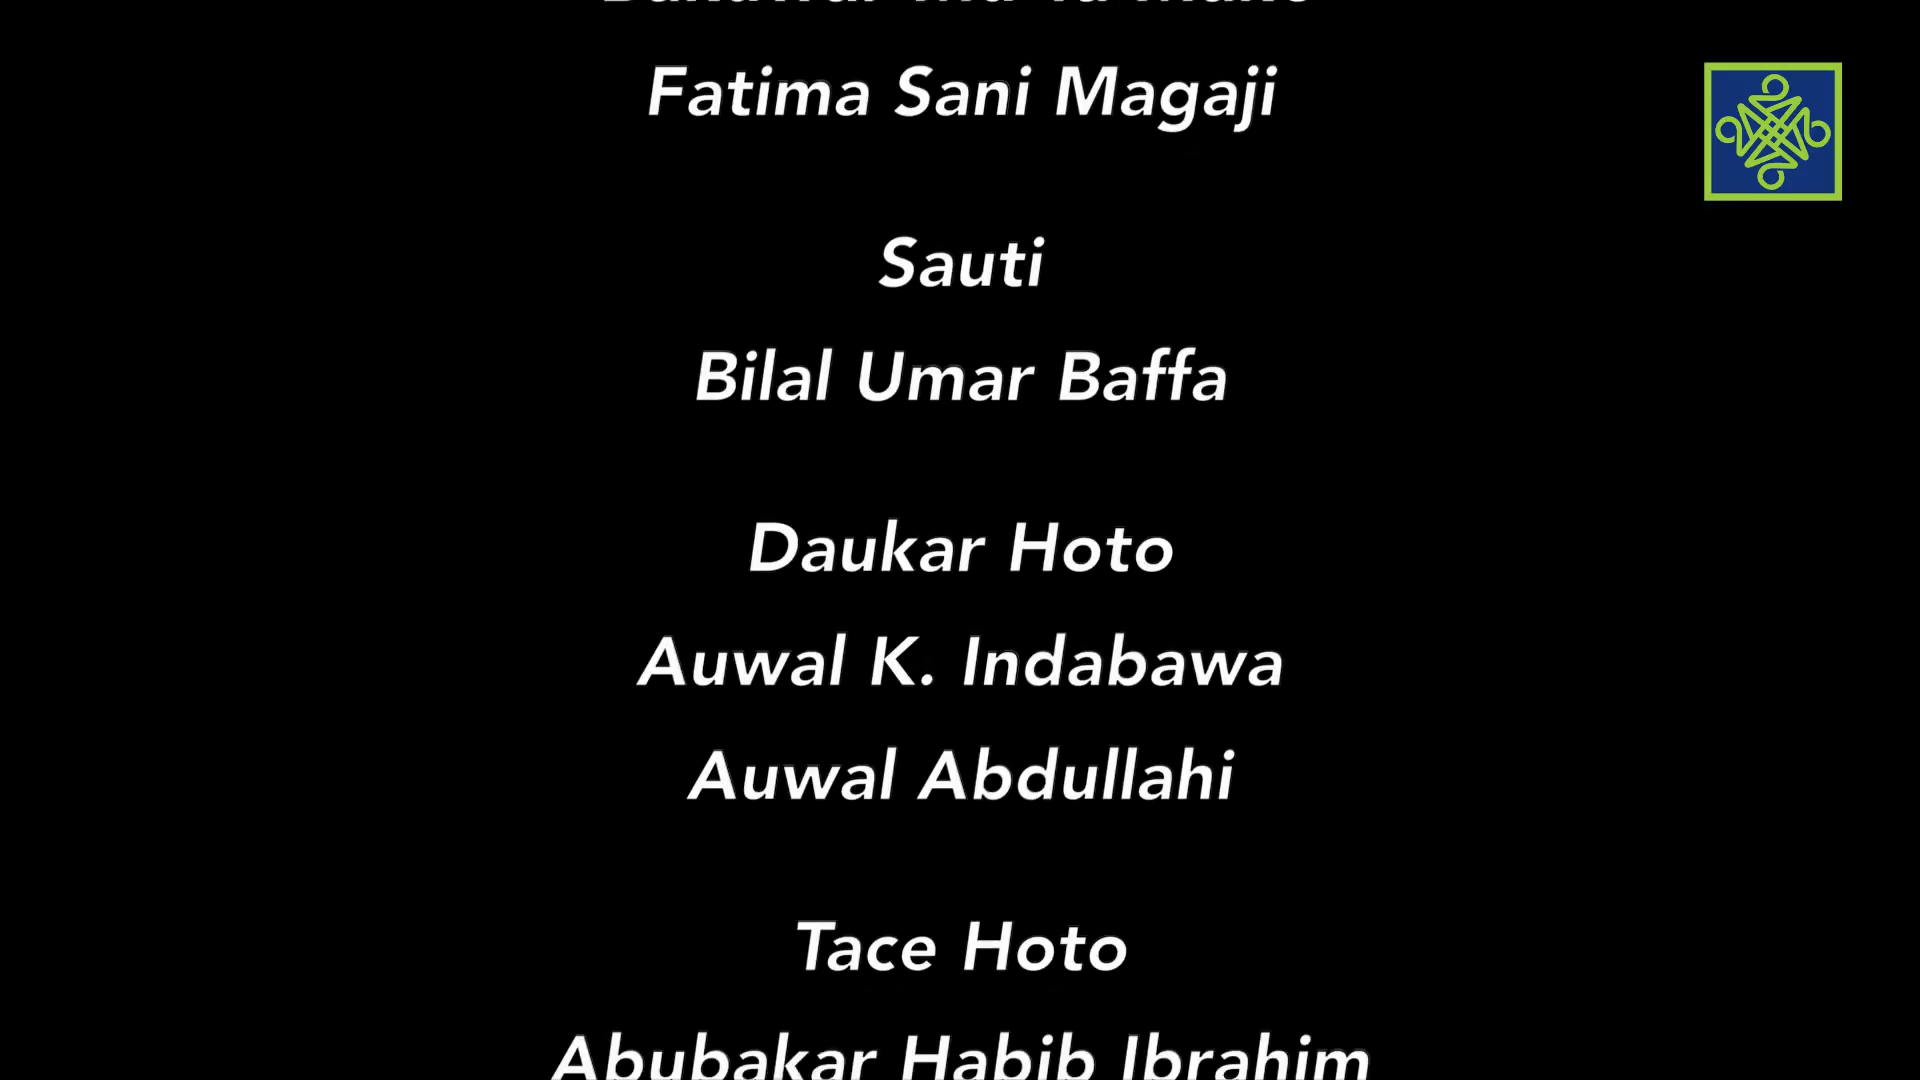 Fatima Sani Magaji
Sauti
Bilal Umar Baffa
Daukar Hoto
Auwal K. Indabawa
Auwal Abdullahi
Tace Hoto
Abubakar Habib Ibrahim